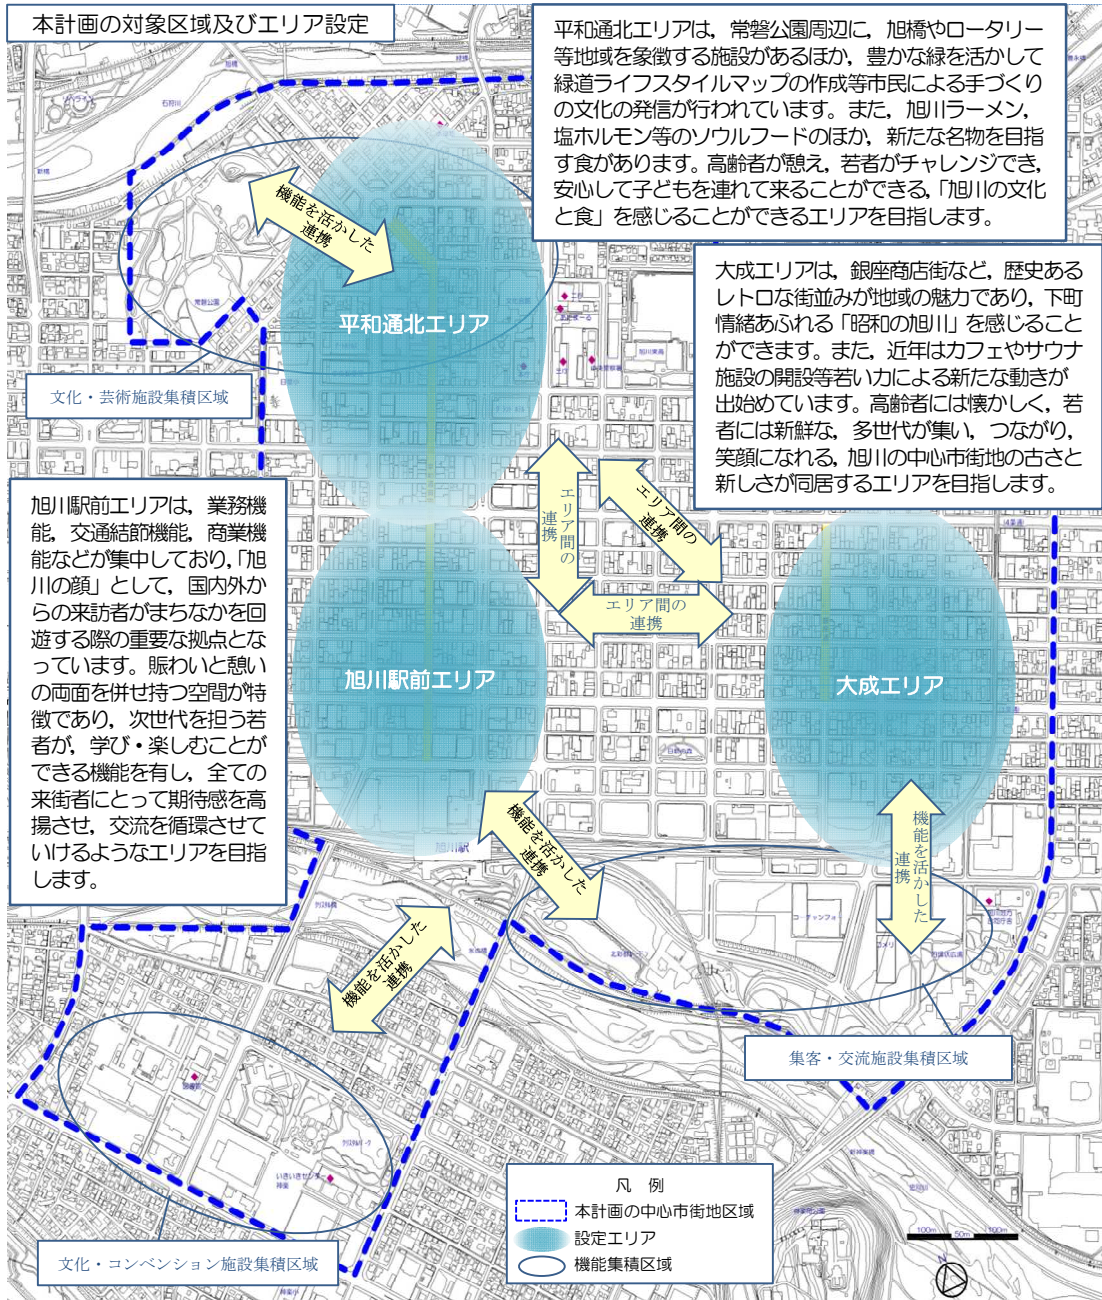 本計画の対象区域及びエリア設定
平和通北エリアは，常磐公園周辺に，旭橋やロータリー
等地域を象徴する施設があるほか，豊かな緑を活かして
緑道ライフスタイルマップの作成等市民による手づくり
の文化の発信が行われています。また，旭川ラーメン，
塩ホルモン等のソウルフードのほか，新たな名物を目指
す食があります。高齢者が憩え，若者がチャレンジでき，
安心して子どもを連れて来ることができる，「旭川の文化
と食」を感じることができるエリアを目指します。
大成エリアは，銀座商店街など，歴史ある
レトロな街並みが地域の魅力であり，下町
情緒あふれる「昭和の旭川」を感じること
ができます。また，近年はカフェやサウナ
施設の開設等若い力による新たな動きが
出始めています。高齢者には懐かしく，若
者には新鮮な，多世代が集い，つながり，
笑顔になれる，旭川の中心市街地の古さと
新しさが同居するエリアを目指します。
機能を活かした
連携
平和通北エリア
常磐公園
文化・芸術施設集積区域
旭川駅前エリアは，業務機
能，交通結節機能，商業機
能などが集中しており，「旭
川の顔」として，国内外か
らの来訪者がまちなかを回
遊する際の重要な拠点とな
っています。賑わいと憩い
の両面を併せ持つ空間が特
徴であり，次世代を担う若
者が，学び・楽しむことが
できる機能を有し，全ての
来街者にとって期待感を高
揚させ，交流を循環させて
いけるようなエリアを目指
します。
エリア間の
連携
エリア間の
連携
エリア間の
連携
旭川駅前エリア
大成エリア
旭川駅
機能を活かした
連携
機能を活かした
連携
機能を活かした
連携
コーチャンフォー
集客・交流施設集積区域
いきいきセンター
神楽
文化・コンベンション施設集積区域
凡　例
本計画の中心市街地区域
設定エリア
機能集積区域
100m 50m 100m
N